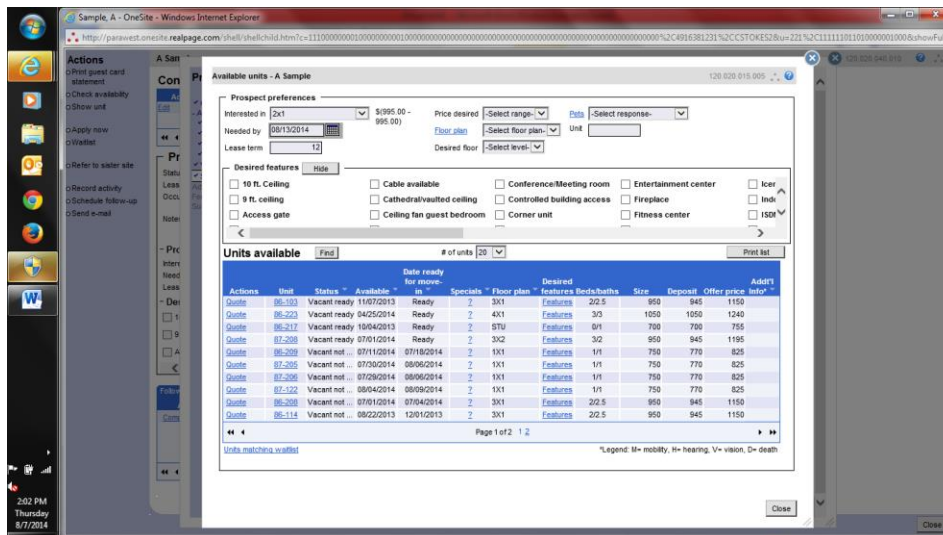 Sample, A - OneSite - Windows Internet Explorer
Actions
Print guest card statement
Check availability
Show unit
Apply now
Waitlist
Refer to sister site
Record activity
Schedule follow-up
Send e-mail
Available units - A Sample
120.020.015.005
Prospect preferences
Interested in 2x1 $(995.00 - 995.00) Price desired -Select range- Pets -Select response-
Needed by 08/13/2014 Floor plan -Select floor plan- Unit
Lease term 12 Desired floor -Select level-
Desired features Hide
10 ft. Ceiling Cable available Conference/Meeting room Entertainment center
9 ft. ceiling Cathedral/vaulted ceiling Controlled building access Fireplace
Access gate Ceiling fan guest bedroom Corner unit Fitness center
Units available Find # of units 20 Print list
Actions Unit Status Available Date ready for move-in Specials Floor plan Desired features Beds/baths Size Deposit Offer price Addt'l Info*
Quote 06-103 Vacant ready 11/07/2013 Ready ? 3X1 Features 2/2.5 950 945 1150
Quote 06-223 Vacant ready 04/25/2014 Ready ? 4X1 Features 3/3 1050 1050 1240
Quote 06-217 Vacant ready 10/04/2013 Ready ? STU Features 0/1 700 700 755
Quote 07-208 Vacant ready 07/01/2014 Ready ? 3X2 Features 3/2 950 945 1195
Quote 06-209 Vacant not ... 07/11/2014 07/18/2014 ? 1X1 Features 1/1 750 770 825
Quote 07-205 Vacant not ... 07/30/2014 08/06/2014 ? 1X1 Features 1/1 750 770 825
Quote 07-206 Vacant not ... 07/29/2014 08/06/2014 ? 1X1 Features 1/1 750 770 825
Quote 07-122 Vacant not ... 08/04/2014 08/09/2014 ? 1X1 Features 1/1 750 770 825
Quote 06-208 Vacant not ... 07/01/2014 07/04/2014 ? 3X1 Features 2/2.5 950 945 1150
Quote 06-114 Vacant not ... 08/22/2013 12/01/2013 ? 3X1 Features 2/2.5 950 945 1150
Page 1 of 2 1 2
Units matching waitlist *Legend: M= mobility, H= hearing, V= vision, D= death
Close
2:02 PM
Thursday
8/7/2014
Close